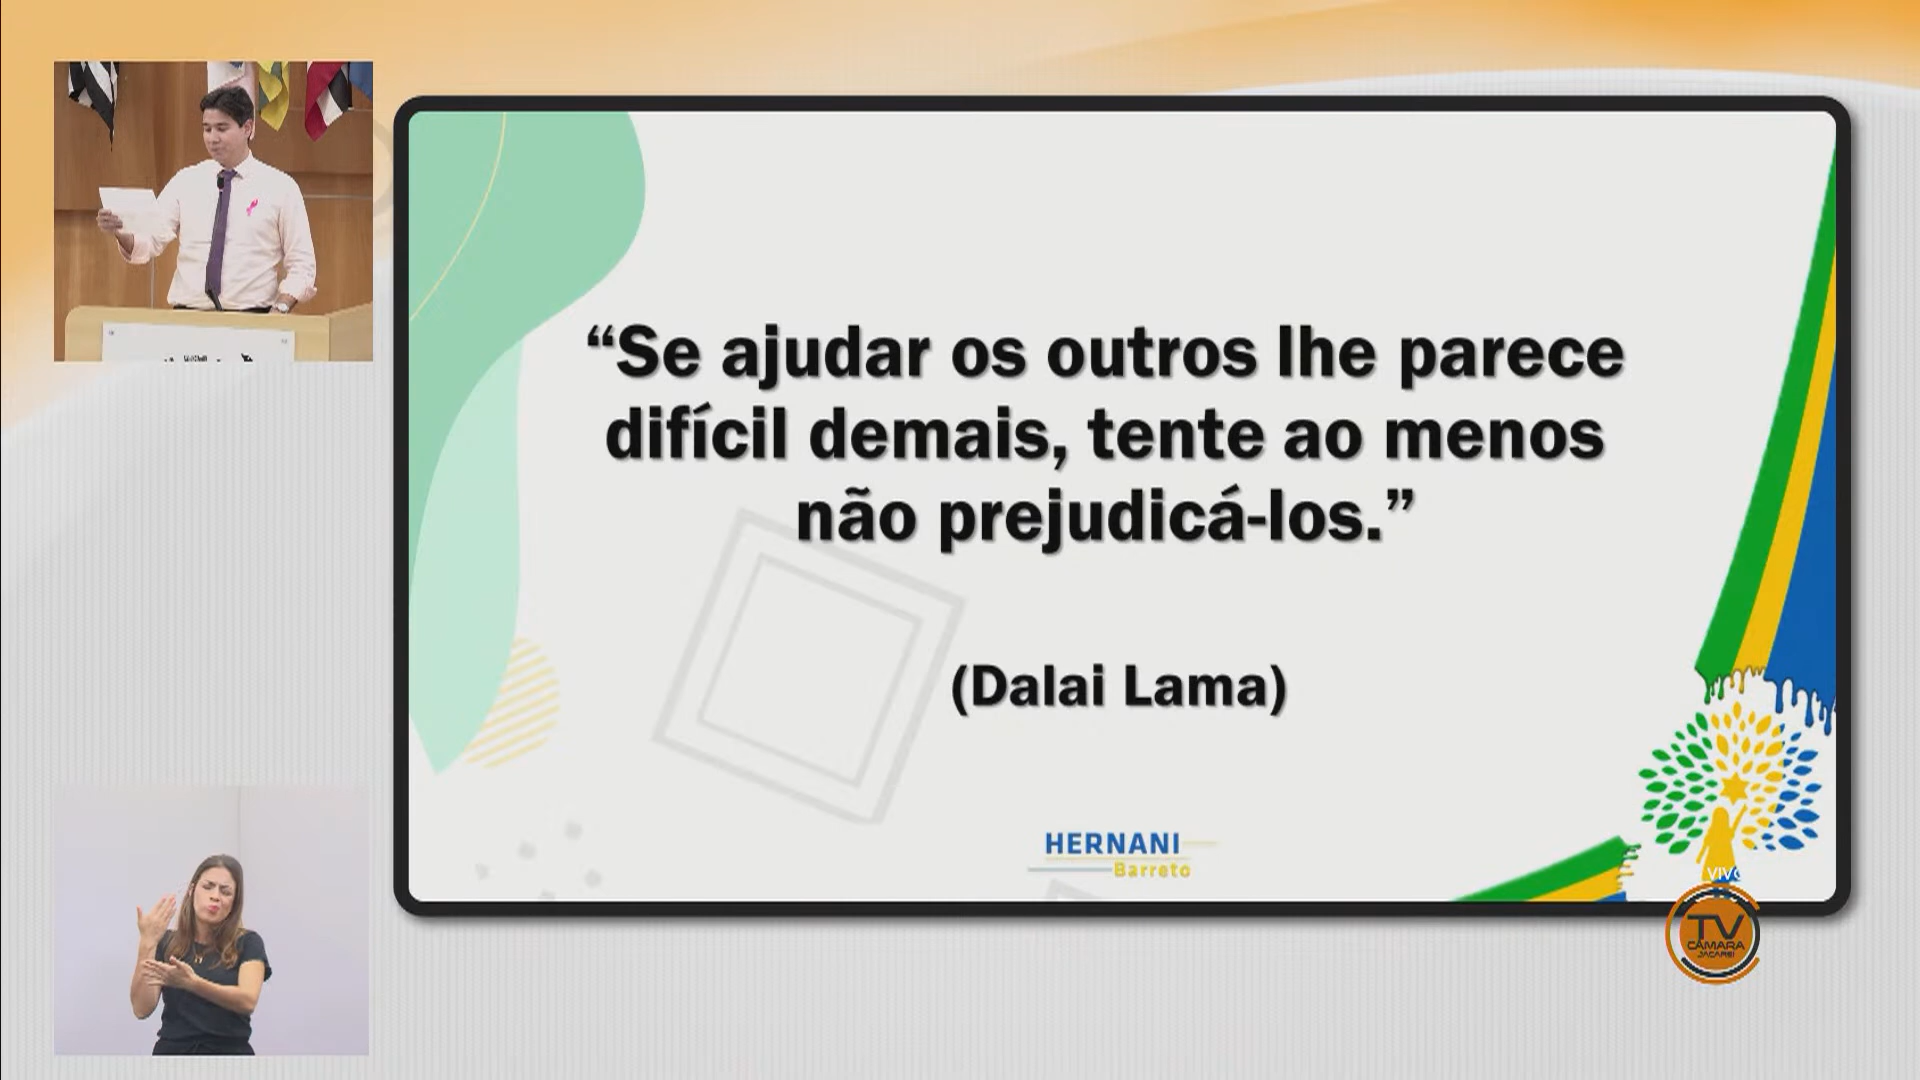 “Se ajudar os outros lhe parece
difícil demais, tente ao menos
não prejudicá-los.”
(Dalai Lama)
HERNANI
Barreto
VIVO
TV
CÂMARA
JACAREÍ